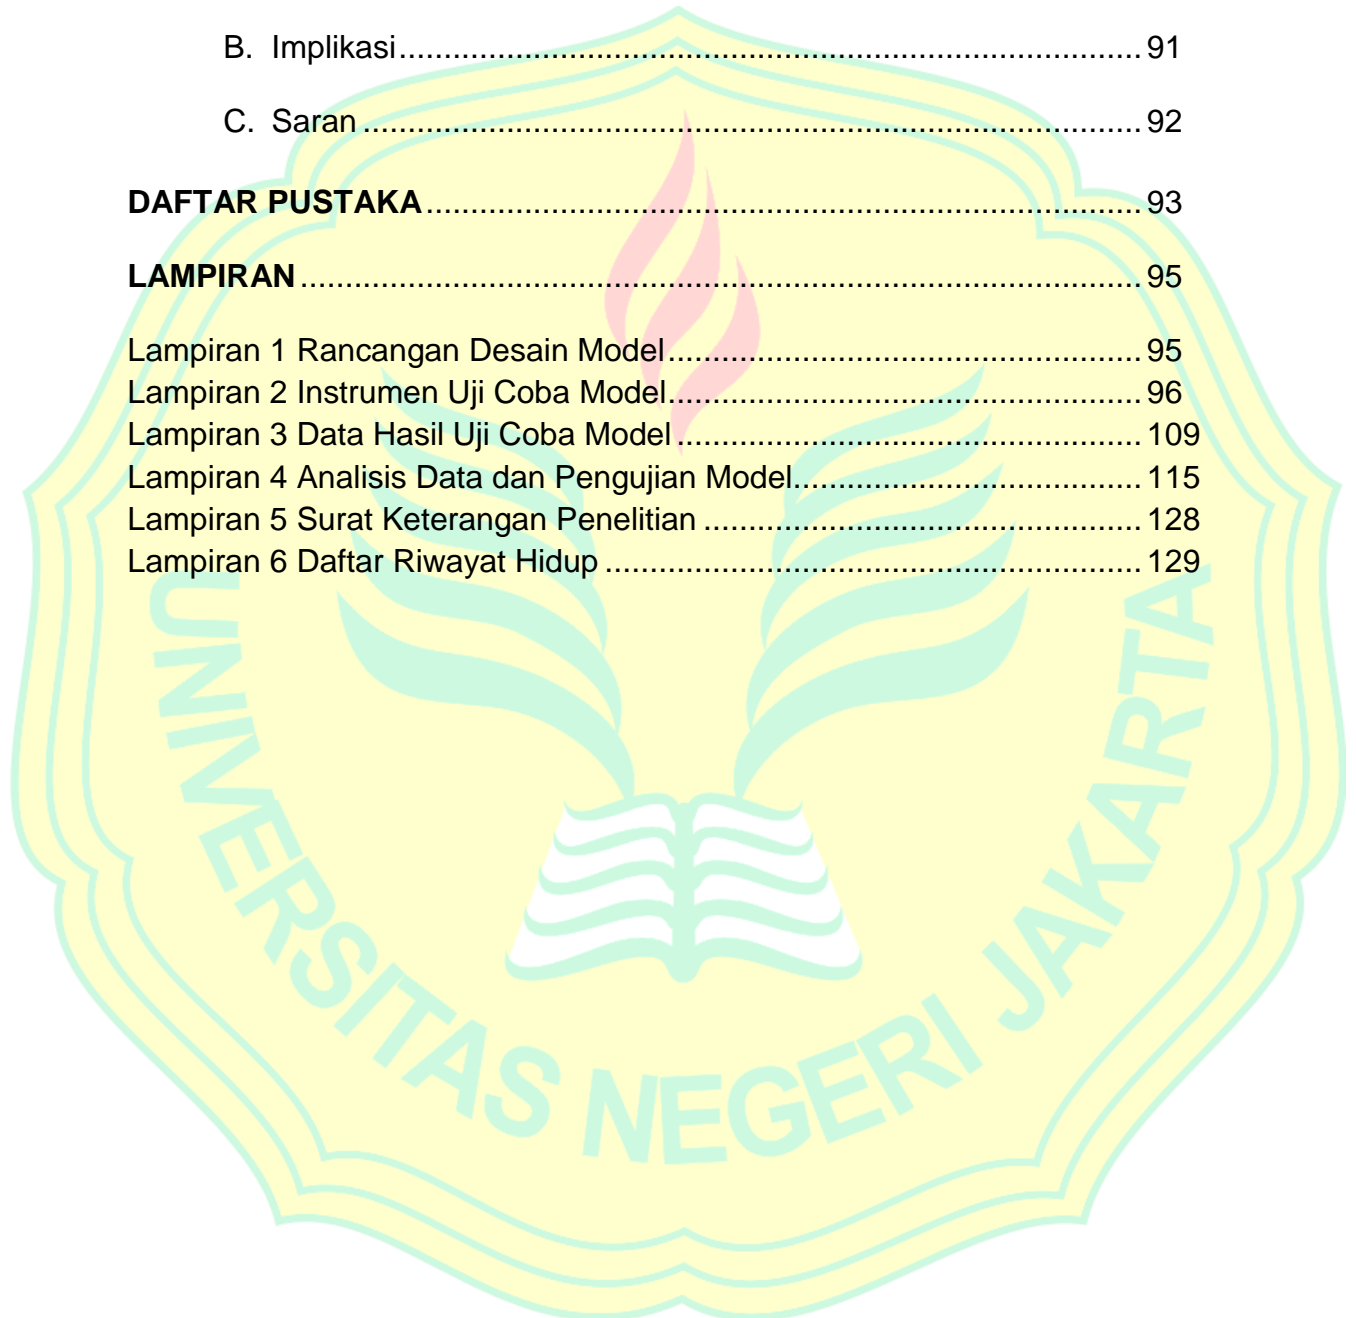 B. Implikasi.................................................................................... 91
C. Saran ........................................................................................ 92
DAFTAR PUSTAKA................................................................................. 93
LAMPIRAN............................................................................................... 95
Lampiran 1 Rancangan Desain Model...................................................... 95
Lampiran 2 Instrumen Uji Coba Model...................................................... 96
Lampiran 3 Data Hasil Uji Coba Model .................................................... 109
Lampiran 4 Analisis Data dan Pengujian Model....................................... 115
Lampiran 5 Surat Keterangan Penelitian ................................................. 128
Lampiran 6 Daftar Riwayat Hidup ............................................................ 129
UNIVERSITAS NEGERI JAKARTA